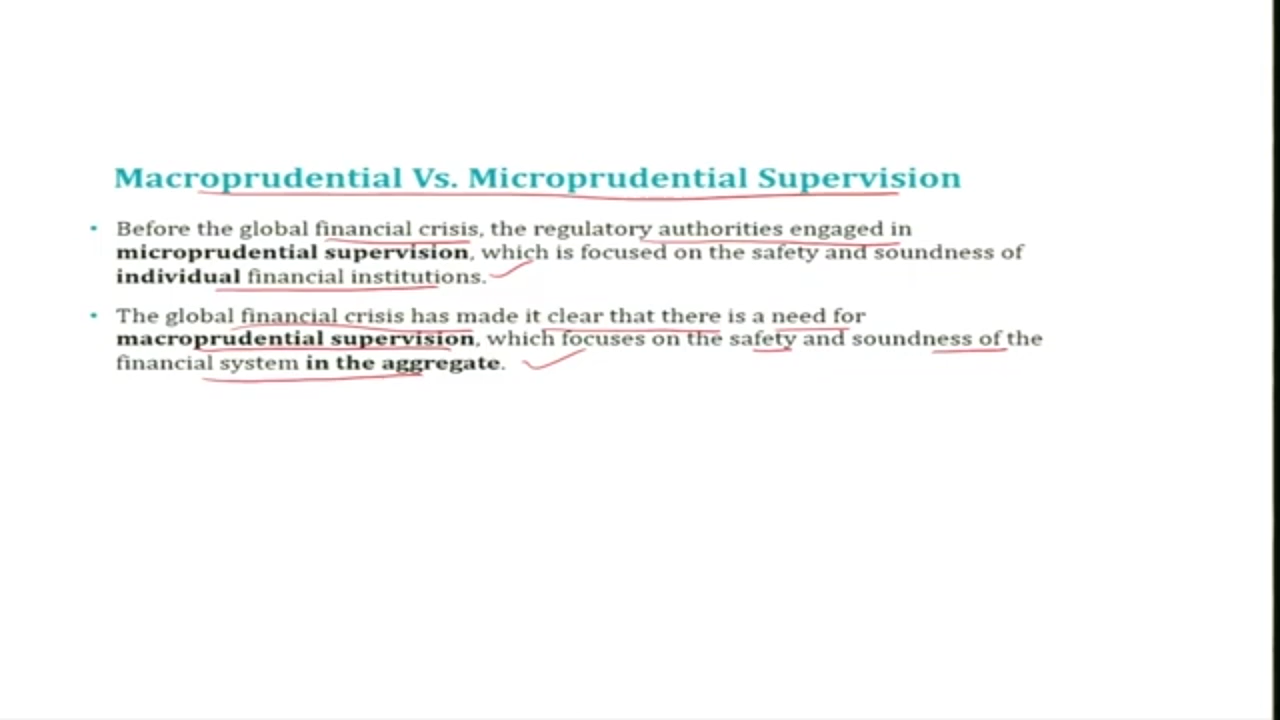 Macroprudential Vs. Microprudential Supervision
• Before the global financial crisis, the regulatory authorities engaged in
microprudential supervision, which is focused on the safety and soundness of
individual financial institutions.
• The global financial crisis has made it clear that there is a need for
macroprudential supervision, which focuses on the safety and soundness of the
financial system in the aggregate.